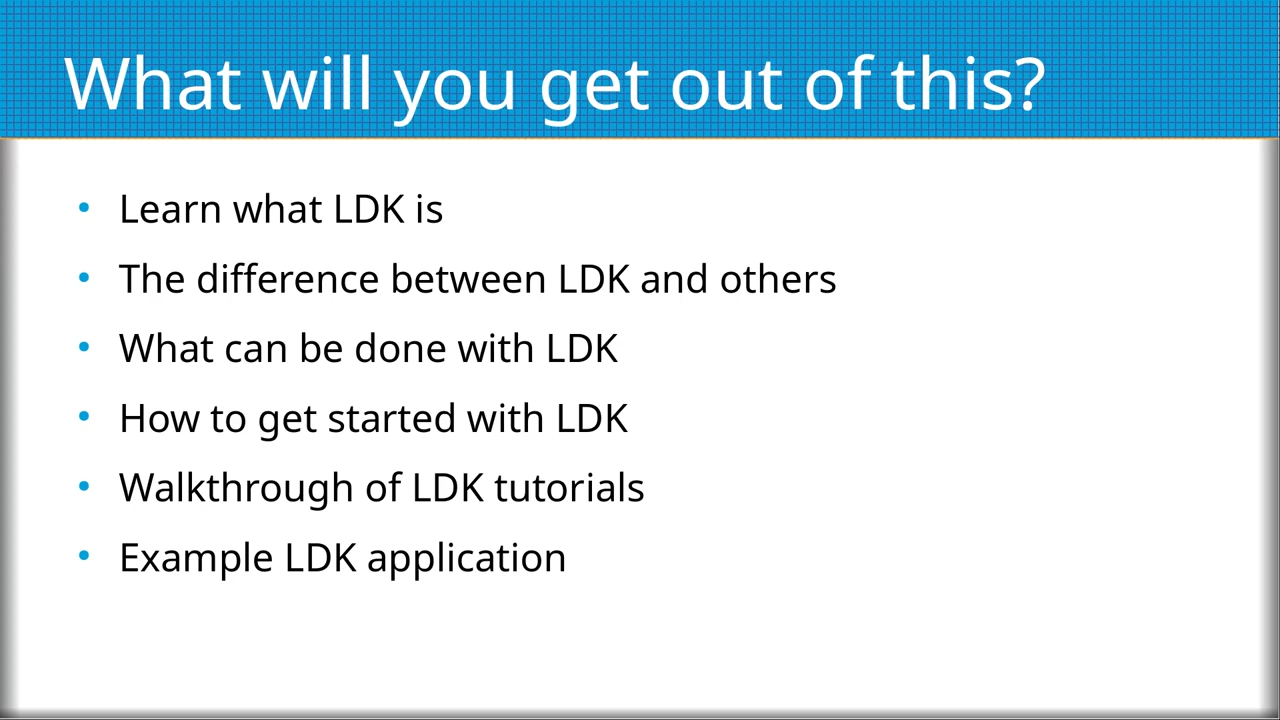 What will you get out of this?
• Learn what LDK is
• The difference between LDK and others
• What can be done with LDK
• How to get started with LDK
• Walkthrough of LDK tutorials
• Example LDK application